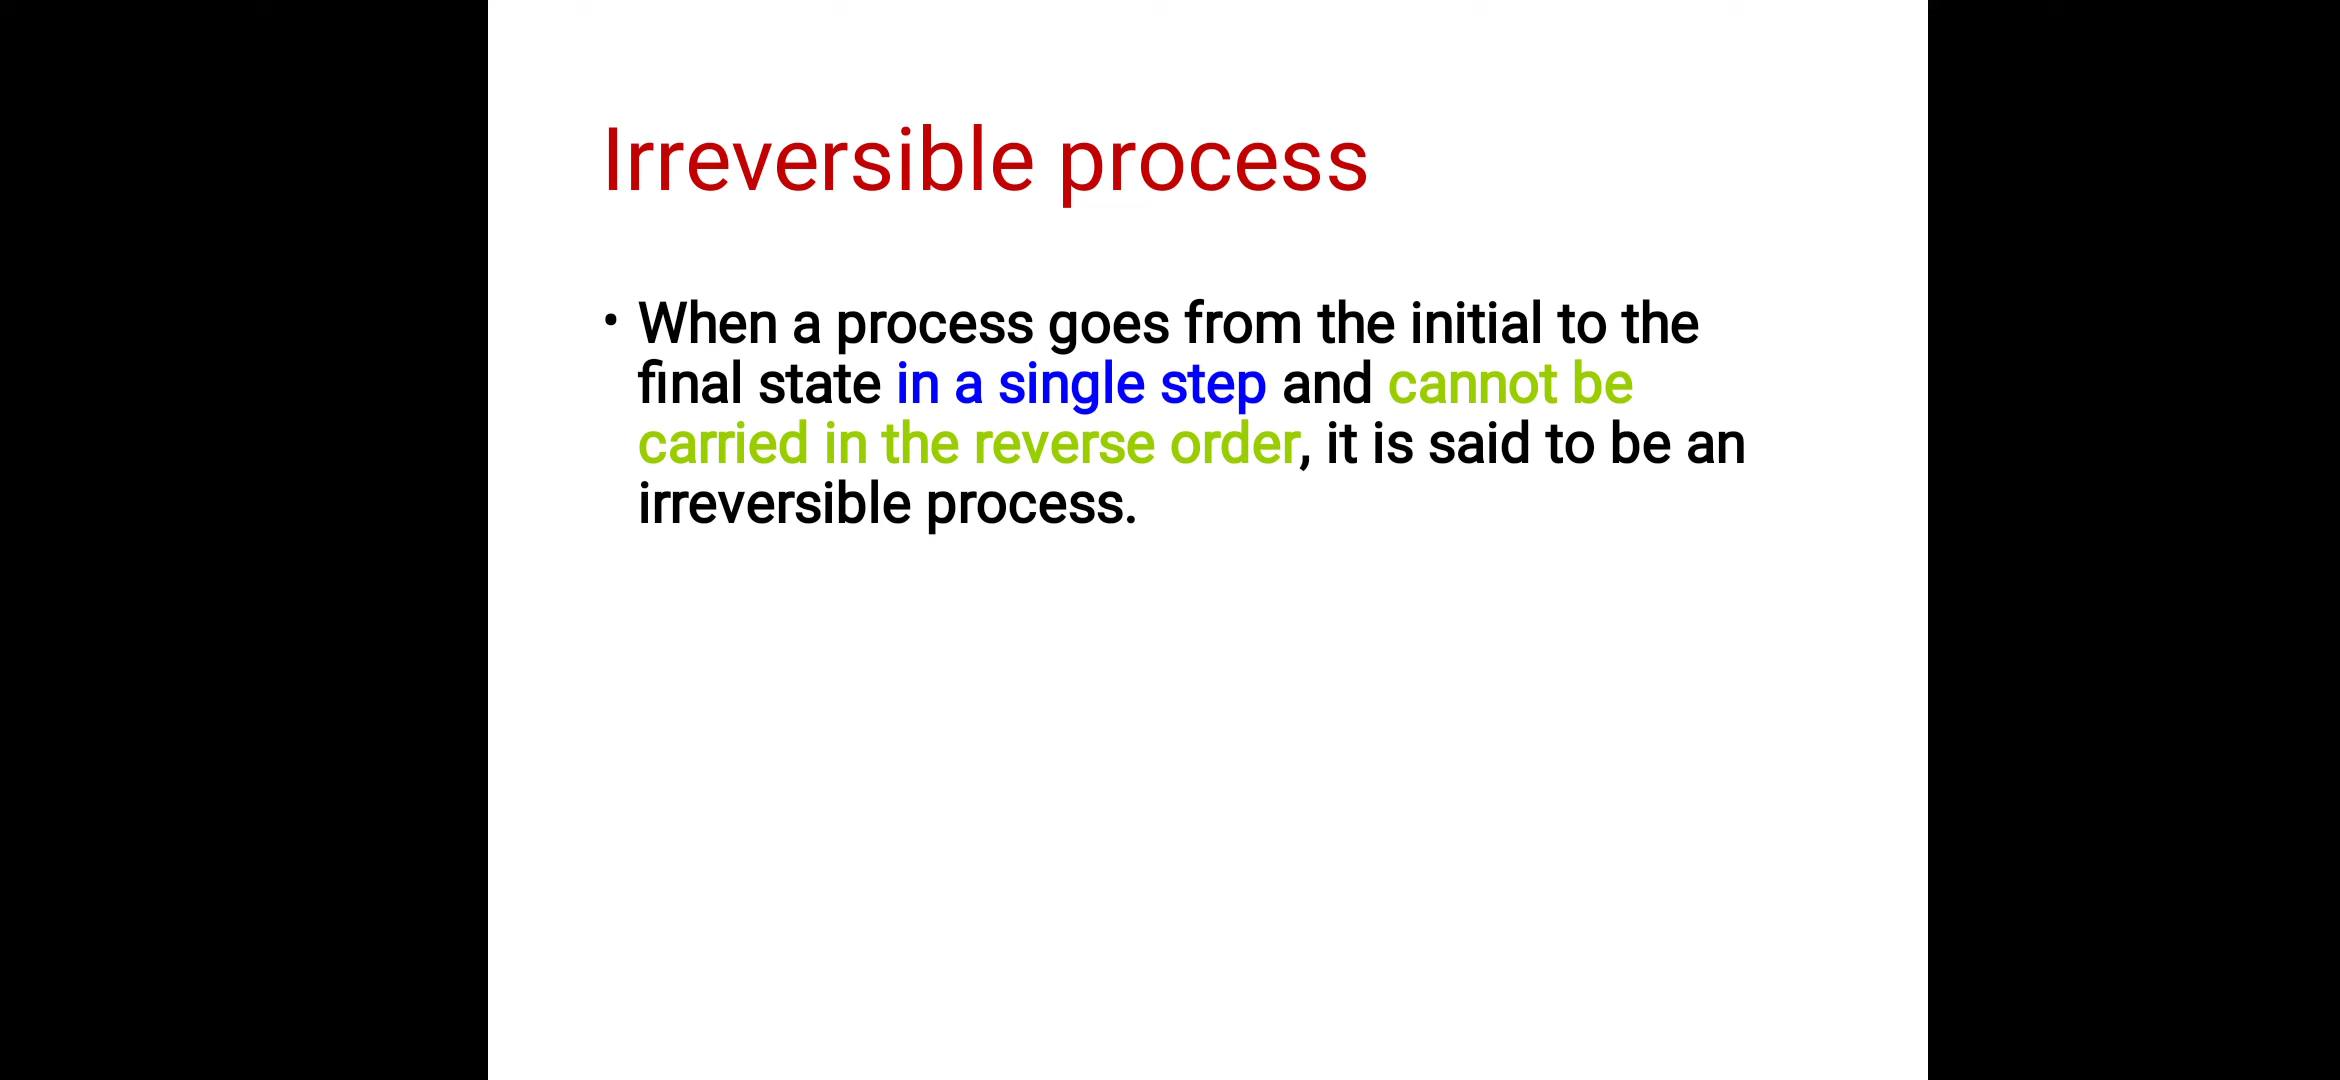 Irreversible process
• When a process goes from the initial to the
final state in a single step and cannot be
carried in the reverse order, it is said to be an
irreversible process.